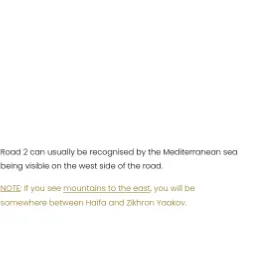 Road 2 can usually be recognised by the Mediterranean sea
being visible on the west side of the road.
NOTE: If you see mountains to the east, you will be
somewhere between Haifa and Zikhron Yaakov.